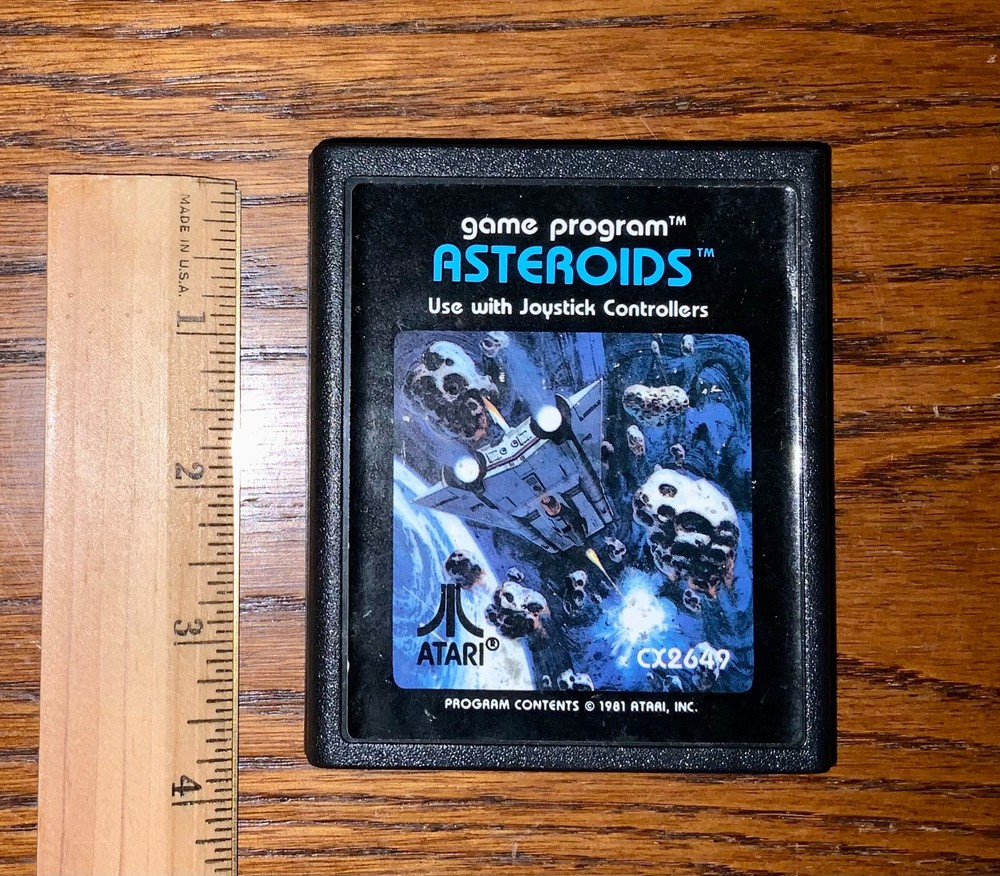 MADE IN U.S.A.
1
2
3
4
game program™
ASTEROIDS™
Use with Joystick Controllers
ATARI®
CX2649
PROGRAM CONTENTS © 1981 ATARI, INC.